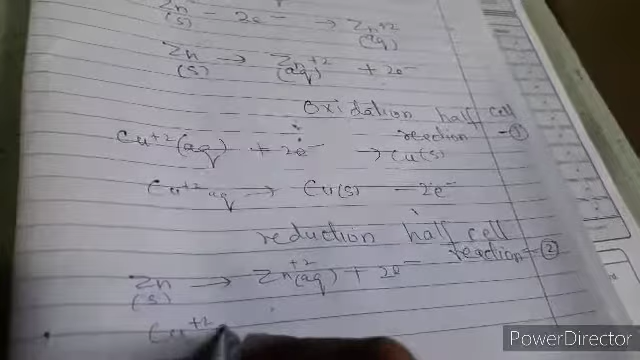 Zn(s) - 2e⁻ → Zn⁺²(aq)
Zn(s) → Zn⁺²(aq) + 2e⁻
oxidation half cell
reaction - ①
Cu⁺²(aq) + 2e⁻ → Cu(s)
Cu⁺²aq → Cu(s) - 2e⁻
reduction half cell
reaction - ②
Zn(s) → Zn⁺²(aq) + 2e⁻
Cu⁺²
PowerDirector